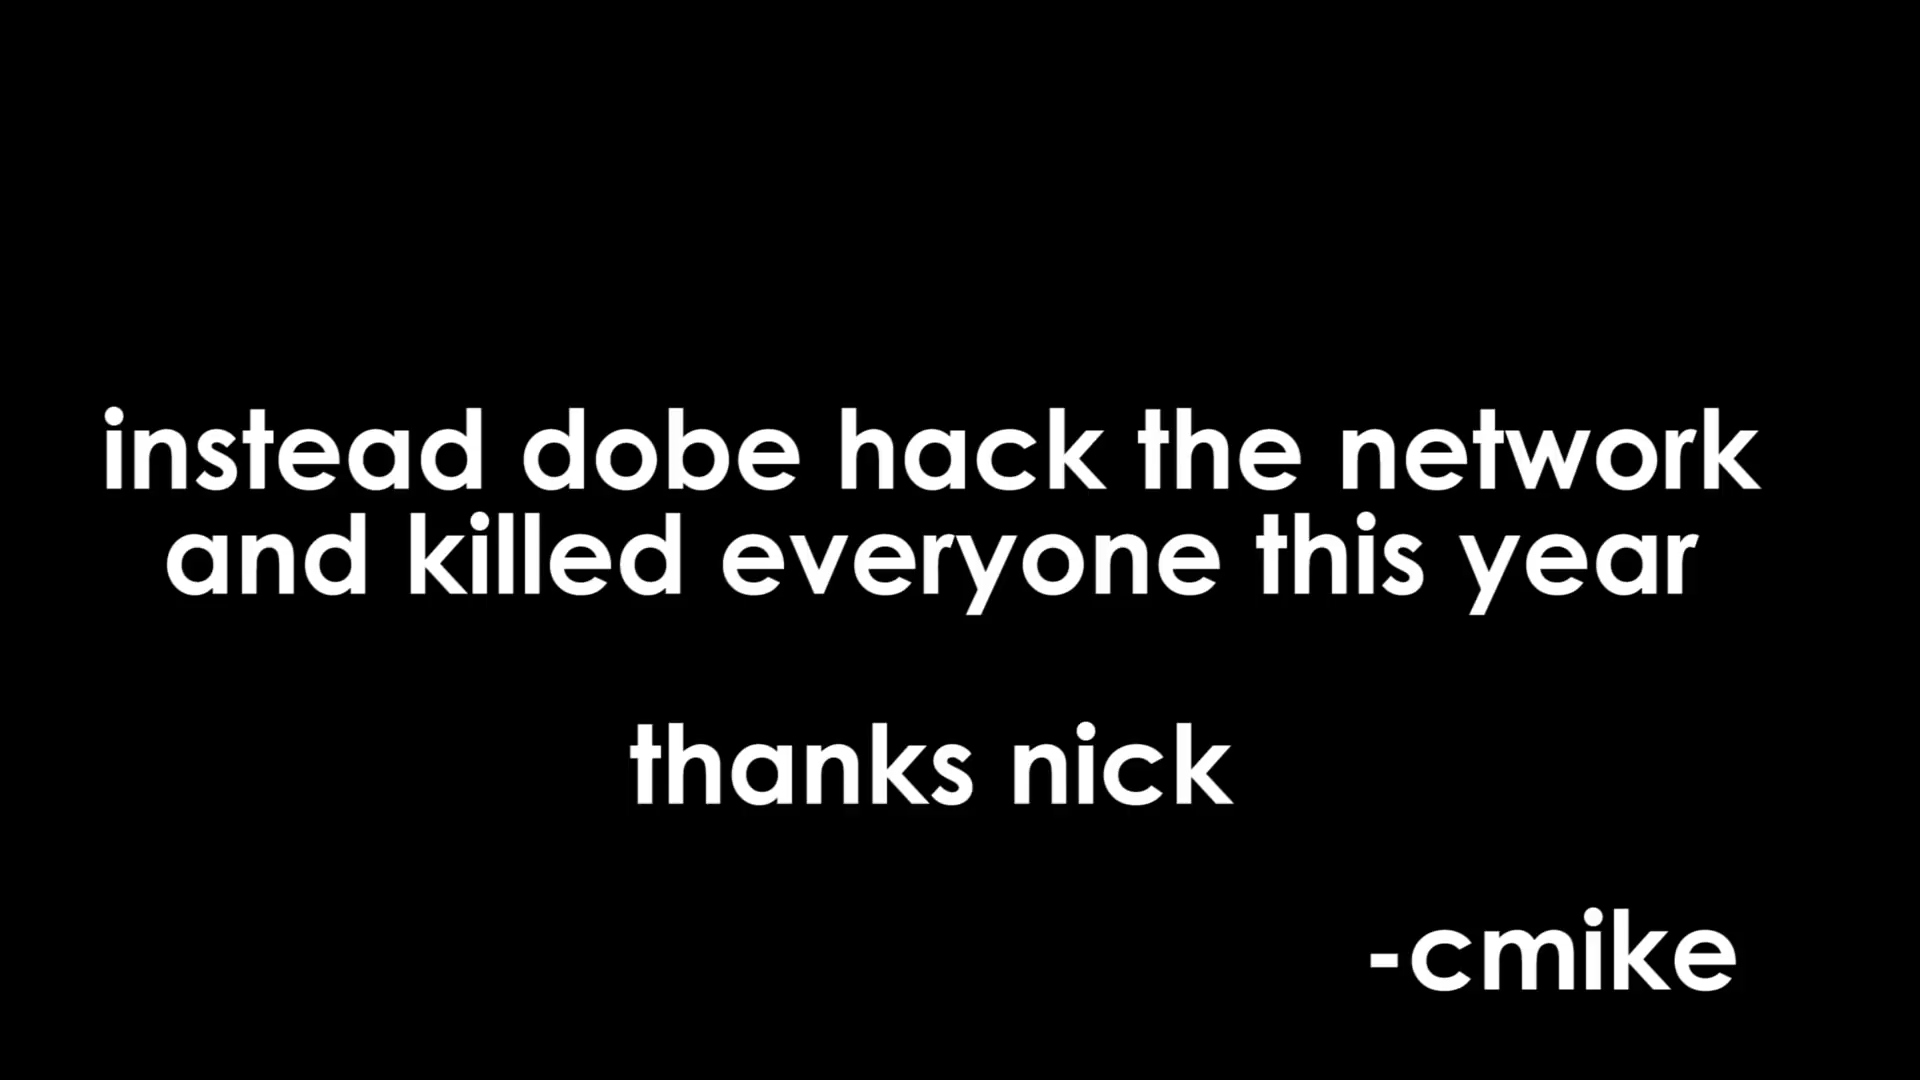 instead dobe hack the network
and killed everyone this year
thanks nick
-cmike